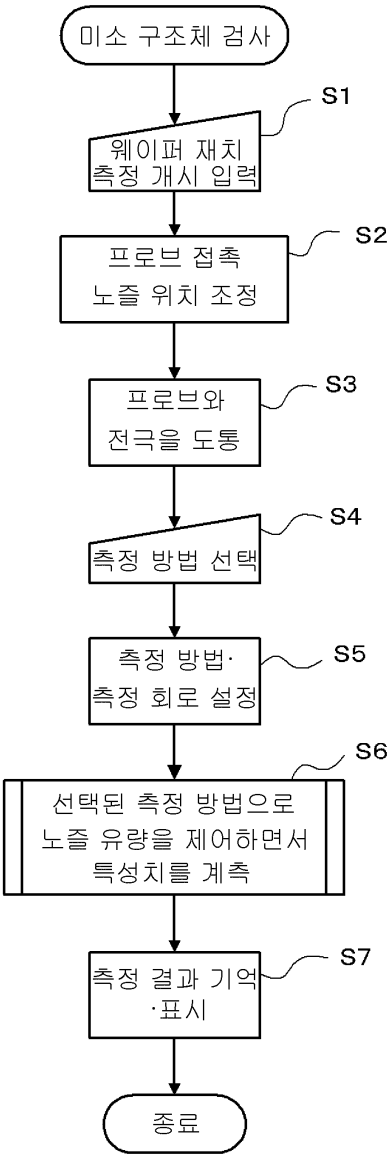 미소 구조체 검사
S1
웨이퍼 재치
측정 개시 입력
S2
프로브 접촉
노즐 위치 조정
S3
프로브와
전극을 도통
S4
측정 방법 선택
S5
측정 방법·
측정 회로 설정
S6
선택된 측정 방법으로
노즐 유량을 제어하면서
특성치를 계측
S7
측정 결과 기억
·표시
종료